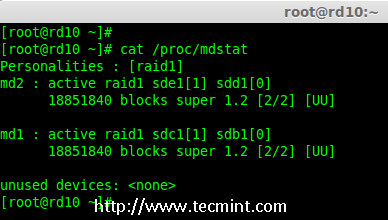 root@rd10:~
[root@rd10 ~]#
[root@rd10 ~]# cat /proc/mdstat
Personalities : [raid1]
md2 : active raid1 sde1[1] sdd1[0]
      18851840 blocks super 1.2 [2/2] [UU]

md1 : active raid1 sdc1[1] sdb1[0]
      18851840 blocks super 1.2 [2/2] [UU]

unused devices: <none>
[root@rd10 ~]#
http://www.tecmint.com